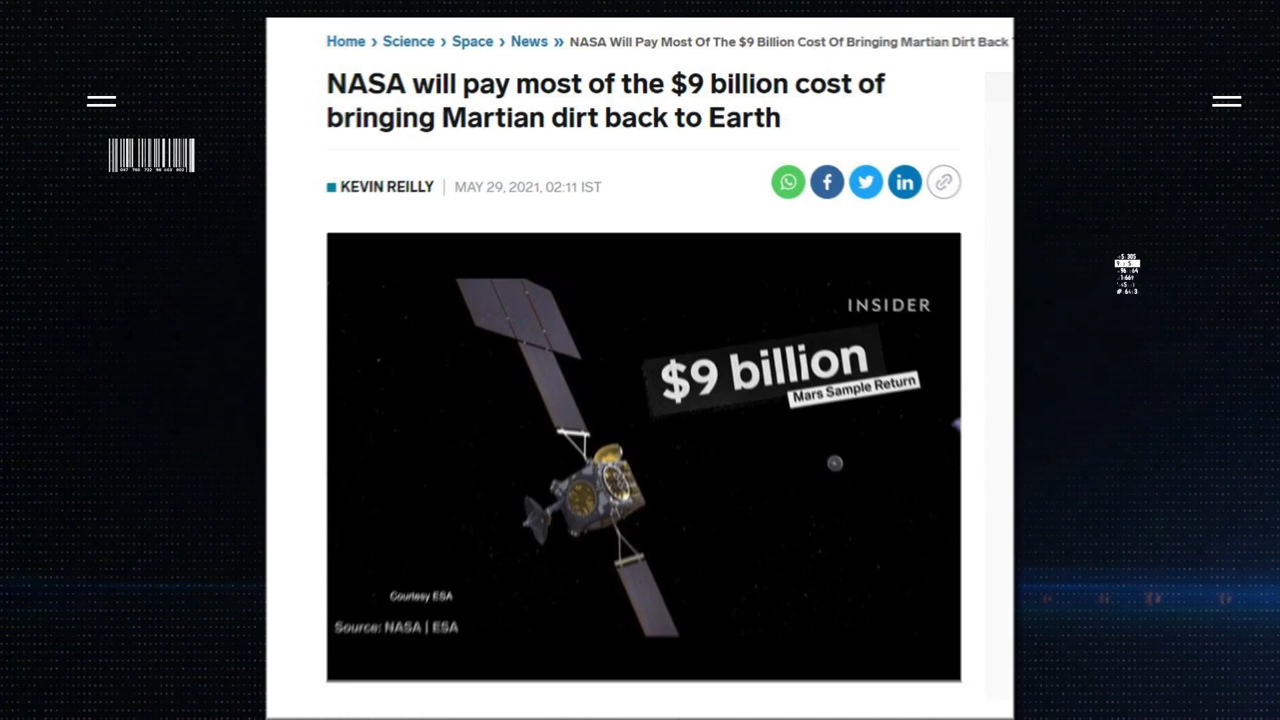 Home › Science › Space › News » NASA Will Pay Most Of The $9 Billion Cost Of Bringing Martian Dirt Back
NASA will pay most of the $9 billion cost of
bringing Martian dirt back to Earth
KEVIN REILLY | MAY 29, 2021, 02:11 IST
INSIDER
$9 billion
Mars Sample Return
Courtesy ESA
Source: NASA | ESA